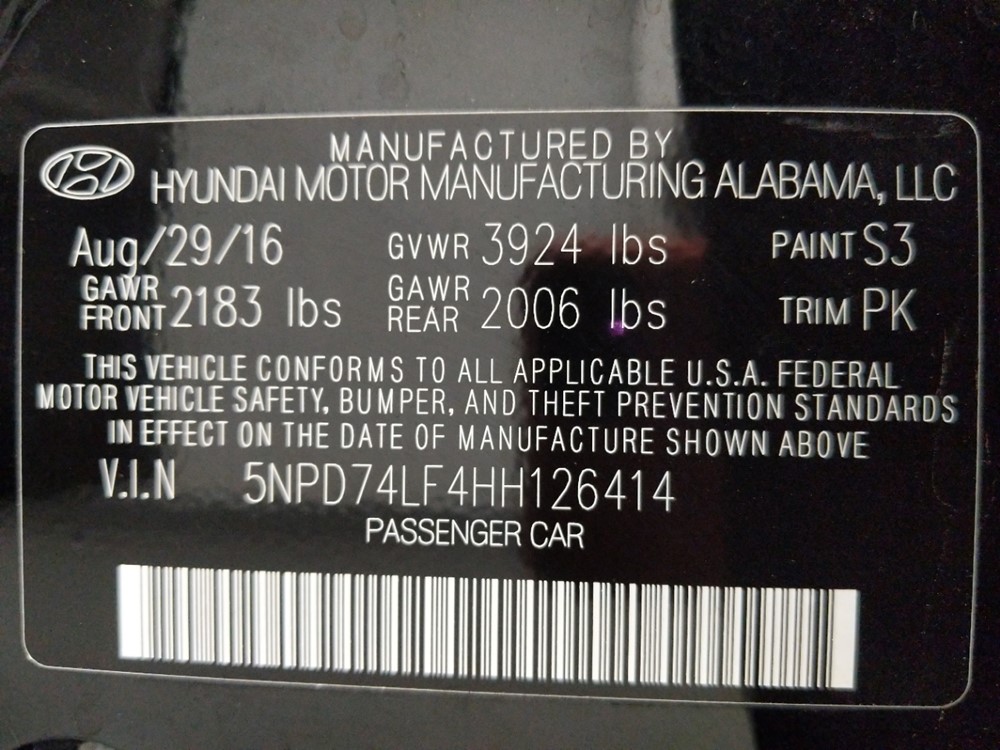 MANUFACTURED BY
HYUNDAI MOTOR MANUFACTURING ALABAMA, LLC
Aug/29/16 GVWR 3924 lbs PAINT S3
GAWR FRONT 2183 lbs GAWR REAR 2006 lbs TRIM PK
THIS VEHICLE CONFORMS TO ALL APPLICABLE U.S.A. FEDERAL
MOTOR VEHICLE SAFETY, BUMPER, AND THEFT PREVENTION STANDARDS
IN EFFECT ON THE DATE OF MANUFACTURE SHOWN ABOVE
V.I.N 5NPD74LF4HH126414
PASSENGER CAR